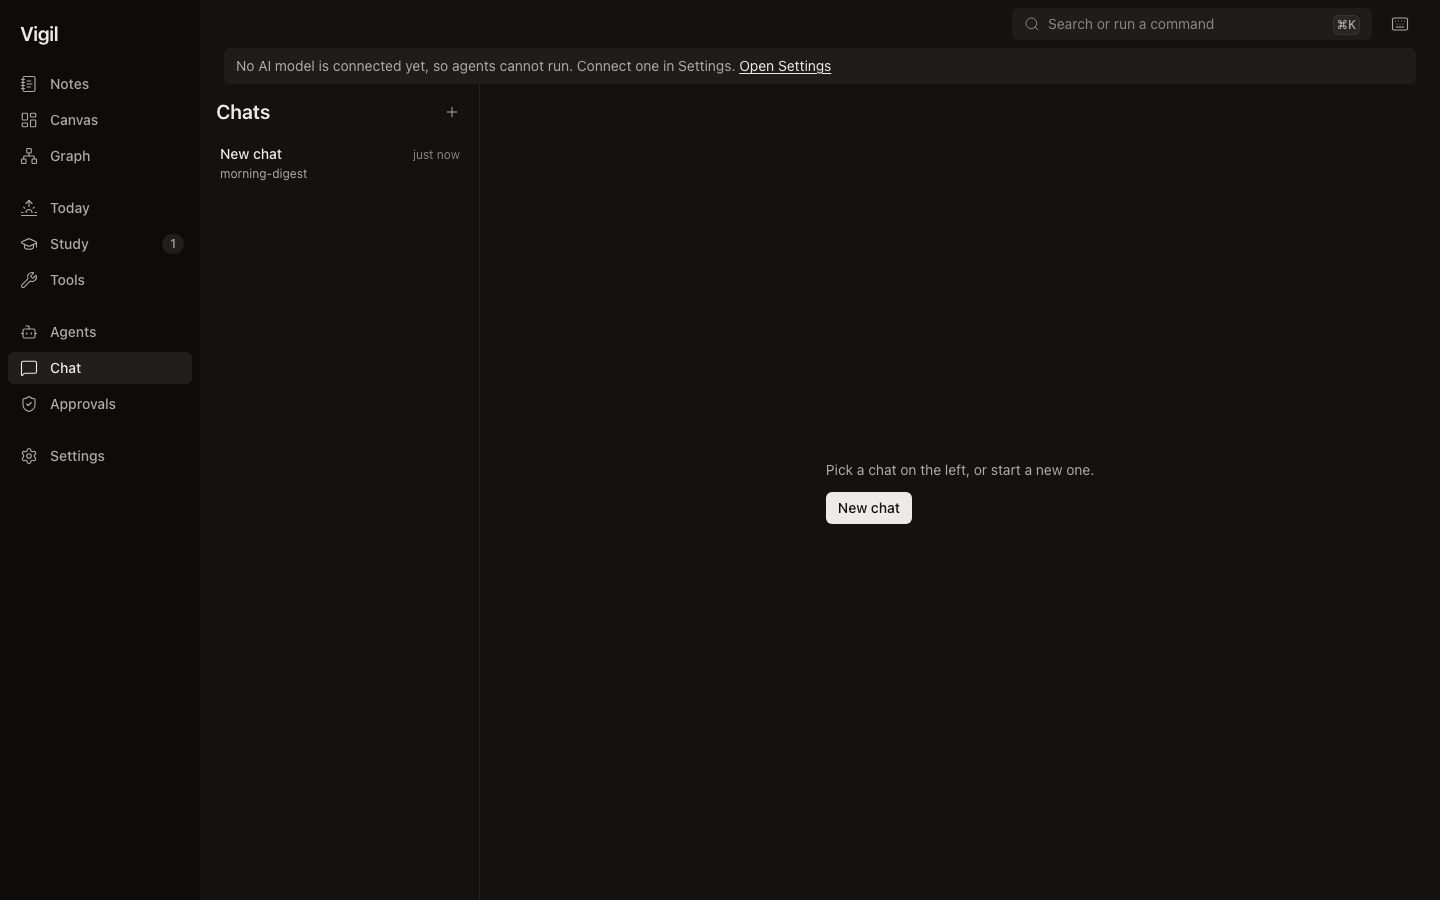 Vigil
Notes
Canvas
Graph
Today
Study 1
Tools
Agents
Chat
Approvals
Settings
Search or run a command ⌘K
No AI model is connected yet, so agents cannot run. Connect one in Settings. Open Settings
Chats
New chat just now
morning-digest
Pick a chat on the left, or start a new one.
New chat